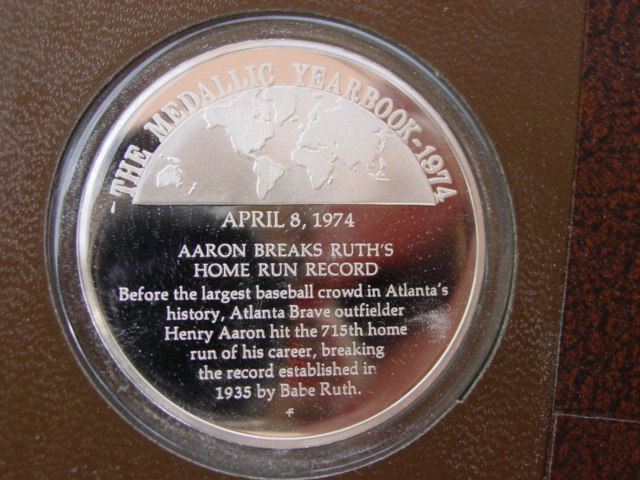 THE MEDALLIC YEARBOOK-1974
APRIL 8, 1974
AARON BREAKS RUTH'S
HOME RUN RECORD
Before the largest baseball crowd in Atlanta's
history, Atlanta Brave outfielder
Henry Aaron hit the 715th home
run of his career, breaking
the record established in
1935 by Babe Ruth.